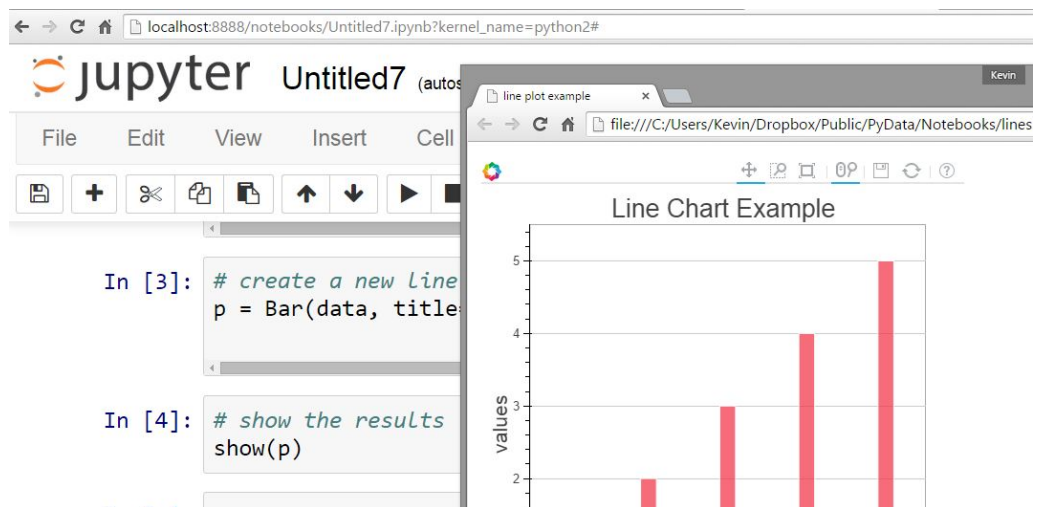 localhost:8888/notebooks/Untitled7.ipynb?kernel_name=python2#
jupyter Untitled7 (autos
File Edit View Insert Cell
In [3]: # create a new line
p = Bar(data, title=
In [4]: # show the results
show(p)
Kevin
line plot example
file:///C:/Users/Kevin/Dropbox/Public/PyData/Notebooks/lines
Line Chart Example
values
5
4
3
2